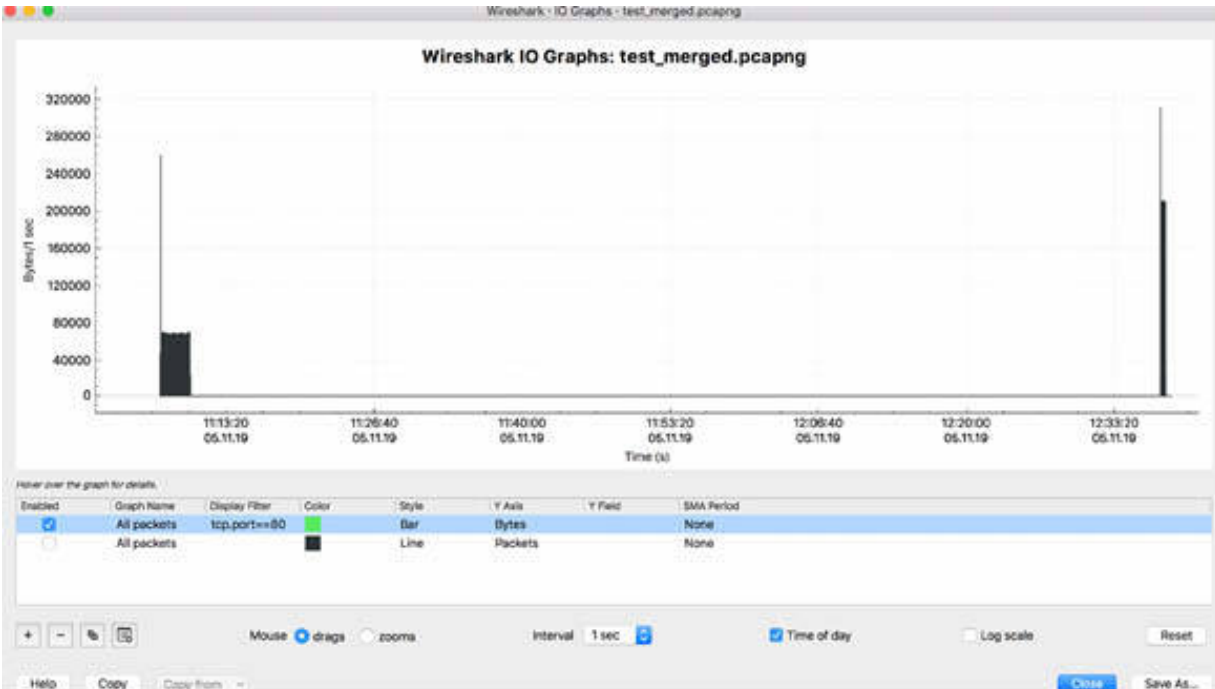 Wireshark · IO Graphs · test_merged.pcapng
Wireshark IO Graphs: test_merged.pcapng
320000
280000
240000
200000
160000
120000
80000
40000
0
Bytes/1 sec
11:13:20 11:26:40 11:40:00 11:53:20 12:06:40 12:20:00 12:33:20
05.11.19 05.11.19 05.11.19 05.11.19 05.11.19 05.11.19 05.11.19
Time (s)
Hover over the graph for details.
Enabled Graph Name Display Filter Color Style Y Axis Y Field SMA Period
All packets tcp.port==80 Bar Bytes None
All packets Line Packets None
+ - Mouse drags zooms Interval 1 sec Time of day Log scale Reset
Help Copy Copy from Close Save As...